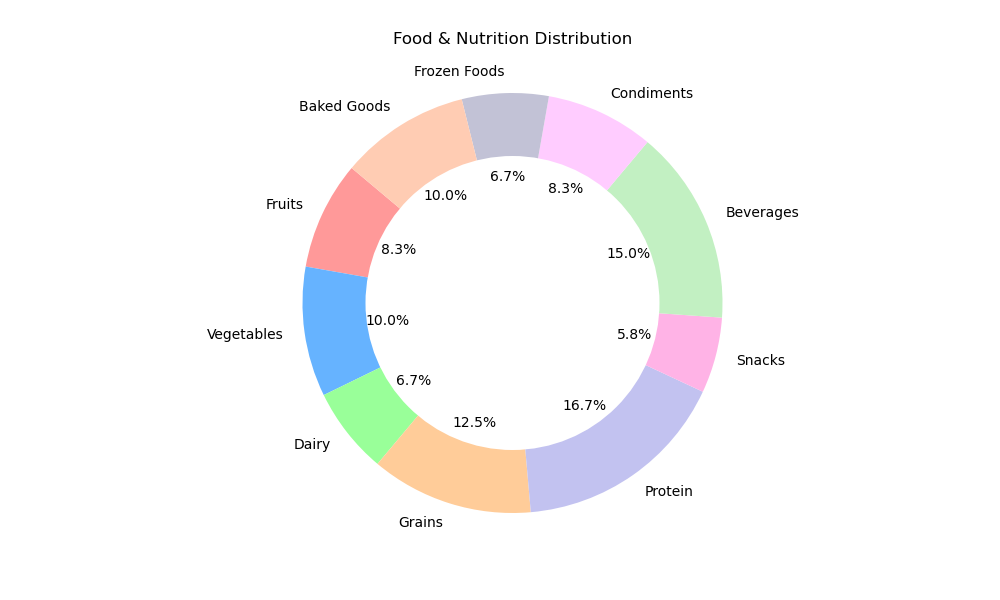 Food & Nutrition Distribution
Frozen Foods
Condiments
Baked Goods
6.7%
8.3%
10.0%
Fruits
Beverages
8.3%
15.0%
Vegetables
10.0%
5.8%
Snacks
6.7%
16.7%
12.5%
Dairy
Protein
Grains